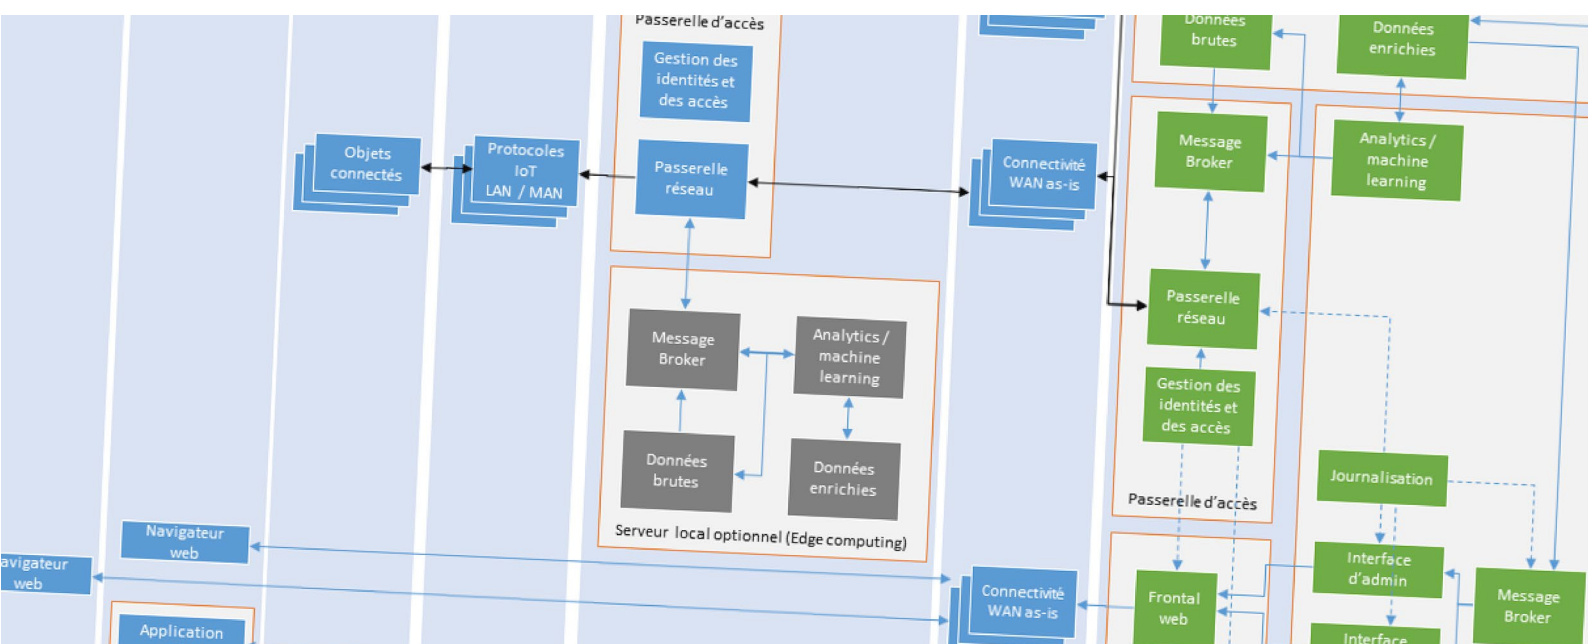 Passerelle d'accès
Gestion des
identités et
des accès
Objets
connectés
Protocoles
IoT
LAN / MAN
Passerelle
réseau
Connectivité
WAN as-is
Données
brutes
Données
enrichies
Message
Broker
Analytics /
machine
learning
Passerelle
réseau
Gestion des
identités et
des accès
Passerelle d'accès
Message
Broker
Analytics /
machine
learning
Données
brutes
Données
enrichies
Serveur local optionnel (Edge computing)
Journalisation
Navigateur
web
avigateur
web
Application
Connectivité
WAN as-is
Frontal
web
Interface
d'admin
Message
Broker
Interface